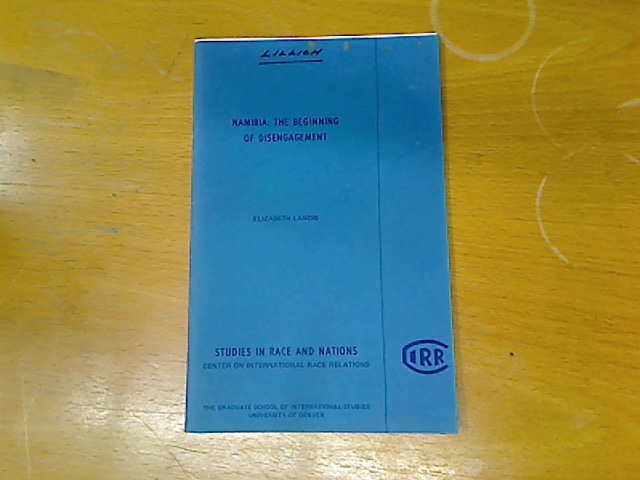 LILLICH
NAMIBIA: THE BEGINNING
OF DISENGAGEMENT
ELIZABETH LANDIS
STUDIES IN RACE AND NATIONS
CENTER ON INTERNATIONAL RACE RELATIONS
CIRR
THE GRADUATE SCHOOL OF INTERNATIONAL STUDIES
UNIVERSITY OF DENVER